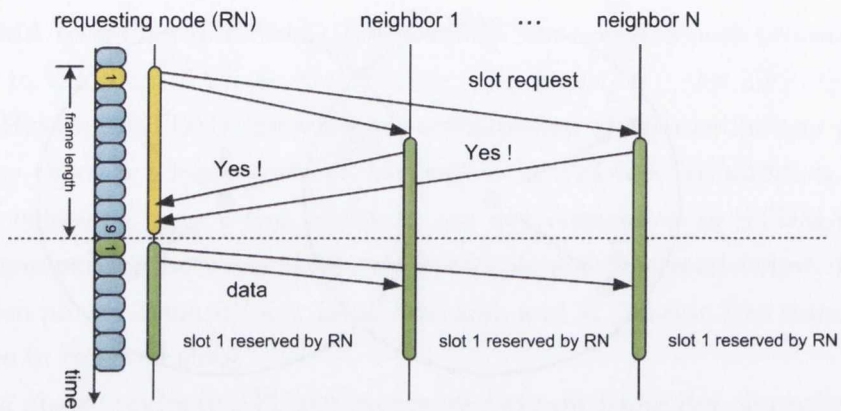 requesting node (RN) neighbor 1 ... neighbor N
slot request
1
frame length
Yes !
Yes !
9
1
data
slot 1 reserved by RN
slot 1 reserved by RN
slot 1 reserved by RN
time